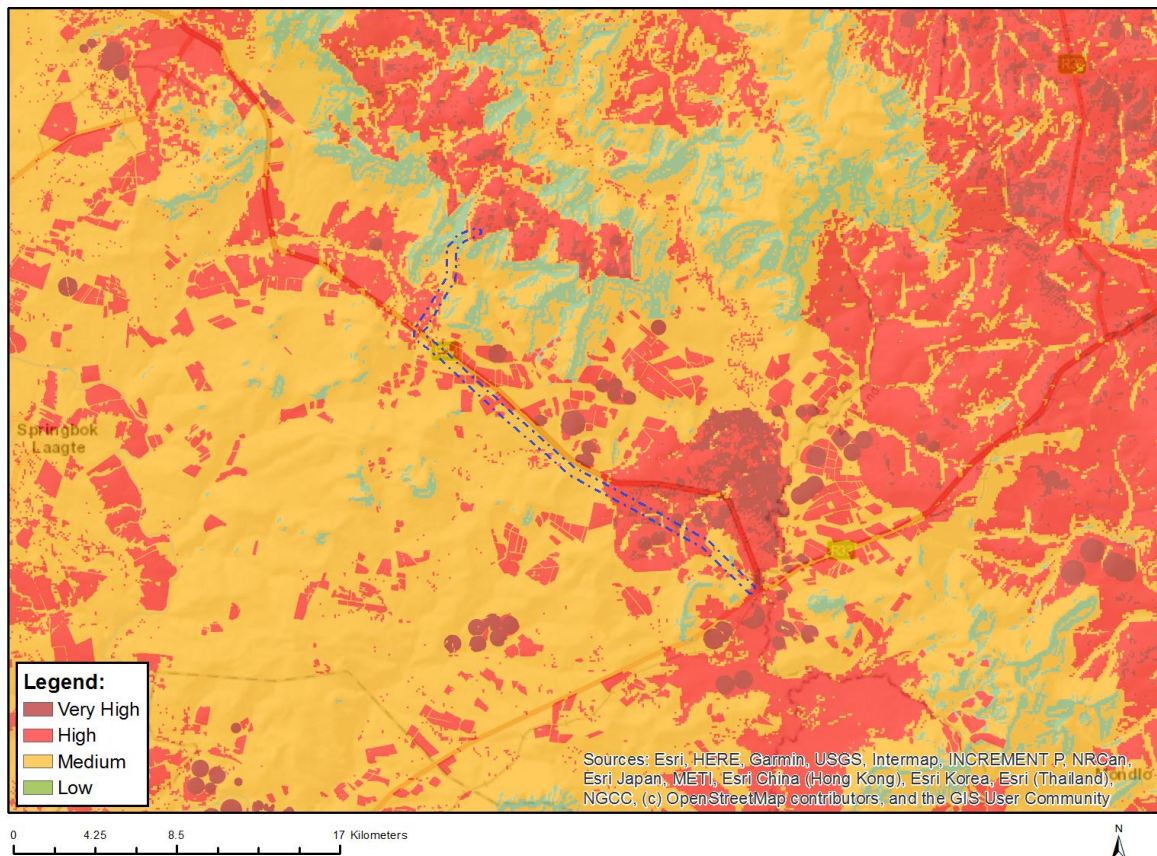 Springbok
Laagte
Legend:
Very High
High
Medium
Low
Sources: Esri, HERE, Garmin, USGS, Intermap, INCREMENT P, NRCan,
Esri Japan, METI, Esri China (Hong Kong), Esri Korea, Esri (Thailand),
NGCC, (c) OpenStreetMap contributors, and the GIS User Community
Mondlo
0 4.25 8.5 17 Kilometers
N